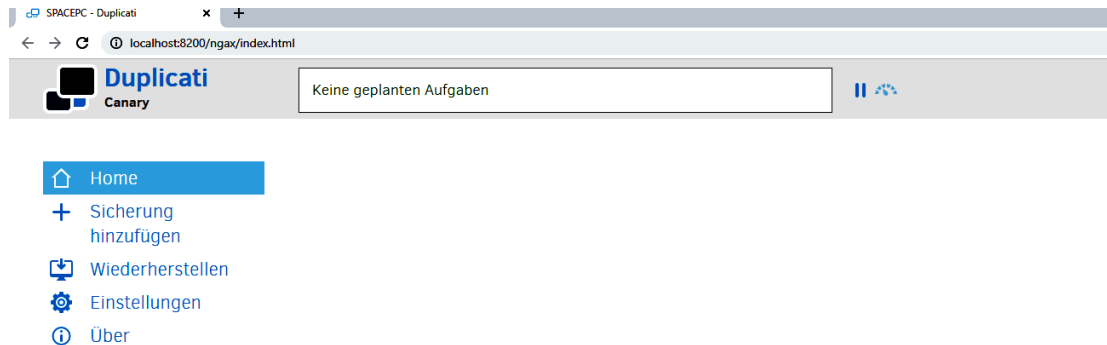 SPACEPC - Duplicati
localhost:8200/ngax/index.html
Duplicati
Canary
Keine geplanten Aufgaben
Home
Sicherung
hinzufügen
Wiederherstellen
Einstellungen
Über